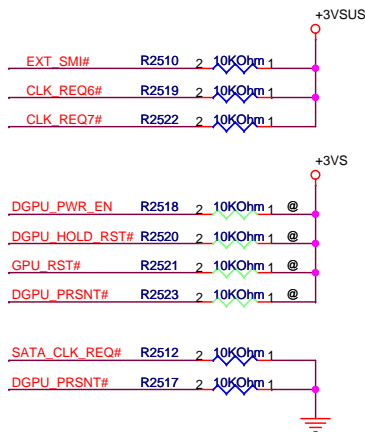 +3VSUS
EXT_SMI# R2510 2 10KOhm 1
CLK_REQ6# R2519 2 10KOhm 1
CLK_REQ7# R2522 2 10KOhm 1
+3VS
DGPU_PWR_EN R2518 2 10KOhm 1 @
DGPU_HOLD_RST# R2520 2 10KOhm 1 @
GPU_RST# R2521 2 10KOhm 1 @
DGPU_PRSNT# R2523 2 10KOhm 1 @
SATA_CLK_REQ# R2512 2 10KOhm 1
DGPU_PRSNT# R2517 2 10KOhm 1